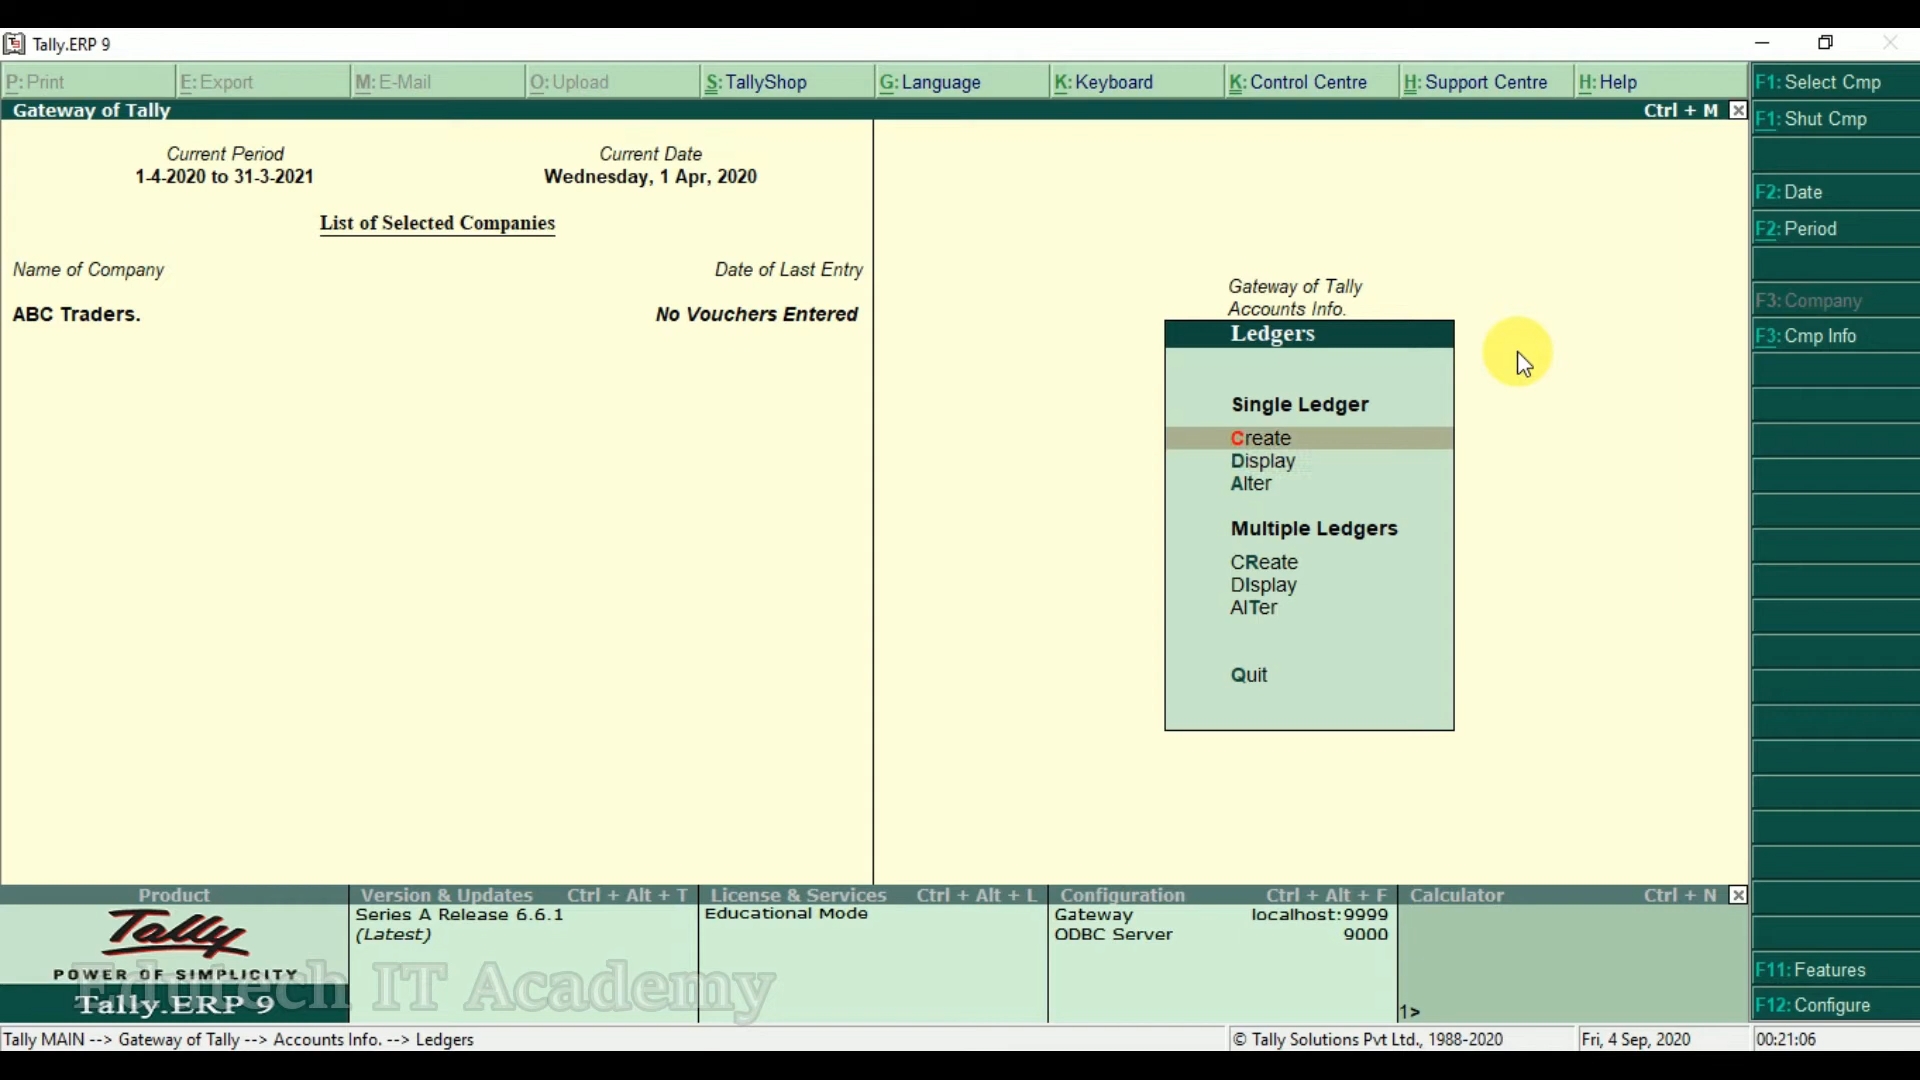 Tally.ERP 9
P: Print
E: Export
M: E-Mail
O: Upload
S: TallyShop
G: Language
K: Keyboard
K: Control Centre
H: Support Centre
H: Help
F1: Select Cmp
Gateway of Tally
Ctrl + M
F1: Shut Cmp
Current Period
Current Date
1-4-2020 to 31-3-2021
Wednesday, 1 Apr, 2020
F2: Date
List of Selected Companies
F2: Period
Name of Company
Date of Last Entry
ABC Traders.
No Vouchers Entered
F3: Company
F3: Cmp Info
Gateway of Tally
Accounts Info.
Ledgers
Single Ledger
Create
Display
Alter
Multiple Ledgers
CReate
DIsplay
AlTer
Quit
Product
Tally
POWER OF SIMPLICITY
Tally.ERP 9
Version & Updates Ctrl + Alt + T
Series A Release 6.6.1
(Latest)
License & Services Ctrl + Alt + L
Educational Mode
Configuration Ctrl + Alt + F
Gateway localhost:9999
ODBC Server 9000
Calculator Ctrl + N
1>
Edutech IT Academy
F11: Features
F12: Configure
Tally MAIN --> Gateway of Tally --> Accounts Info. --> Ledgers
© Tally Solutions Pvt Ltd., 1988-2020
Fri, 4 Sep, 2020
00:21:06